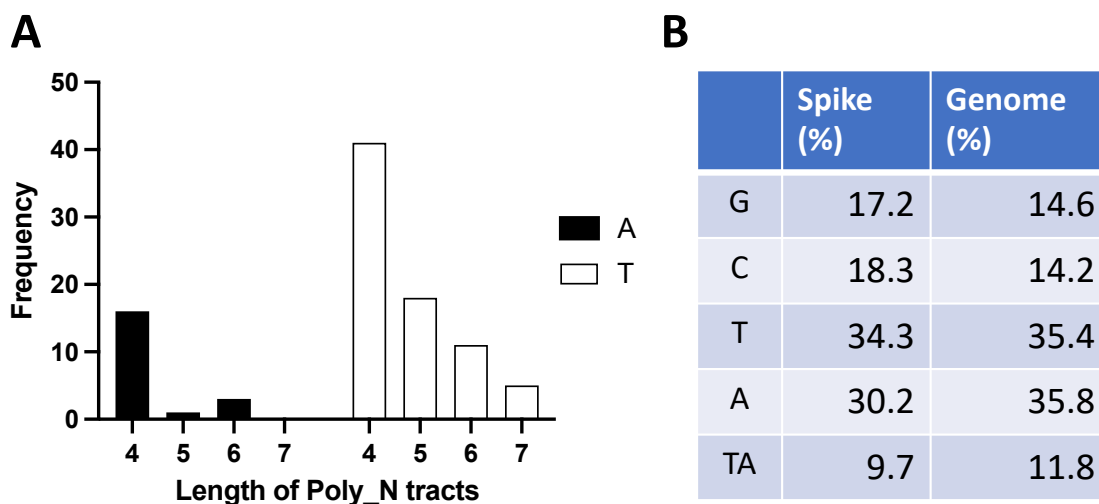 A
50
40
30
20
10
0
Frequency
4 5 6 7 4 5 6 7
Length of Poly_N tracts
A
T
B
Spike (%) Genome (%)
G 17.2 14.6
C 18.3 14.2
T 34.3 35.4
A 30.2 35.8
TA 9.7 11.8